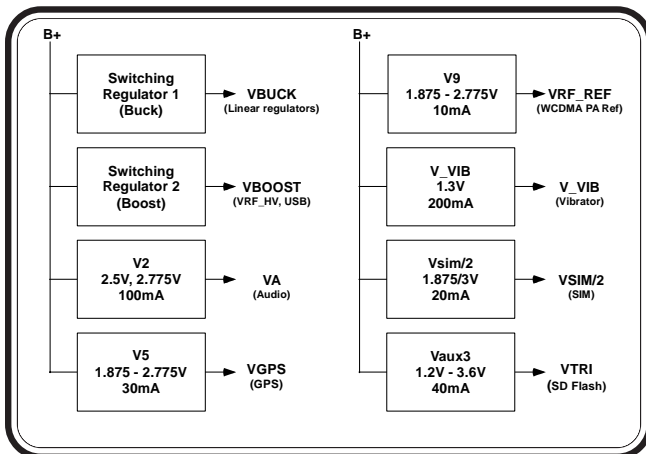 B+
Switching
Regulator 1
(Buck)
VBUCK
(Linear regulators)
Switching
Regulator 2
(Boost)
VBOOST
(VRF_HV, USB)
V2
2.5V, 2.775V
100mA
VA
(Audio)
V5
1.875 - 2.775V
30mA
VGPS
(GPS)
B+
V9
1.875 - 2.775V
10mA
VRF_REF
(WCDMA PA Ref)
V_VIB
1.3V
200mA
V_VIB
(Vibrator)
Vsim/2
1.875/3V
20mA
VSIM/2
(SIM)
Vaux3
1.2V - 3.6V
40mA
VTRI
(SD Flash)